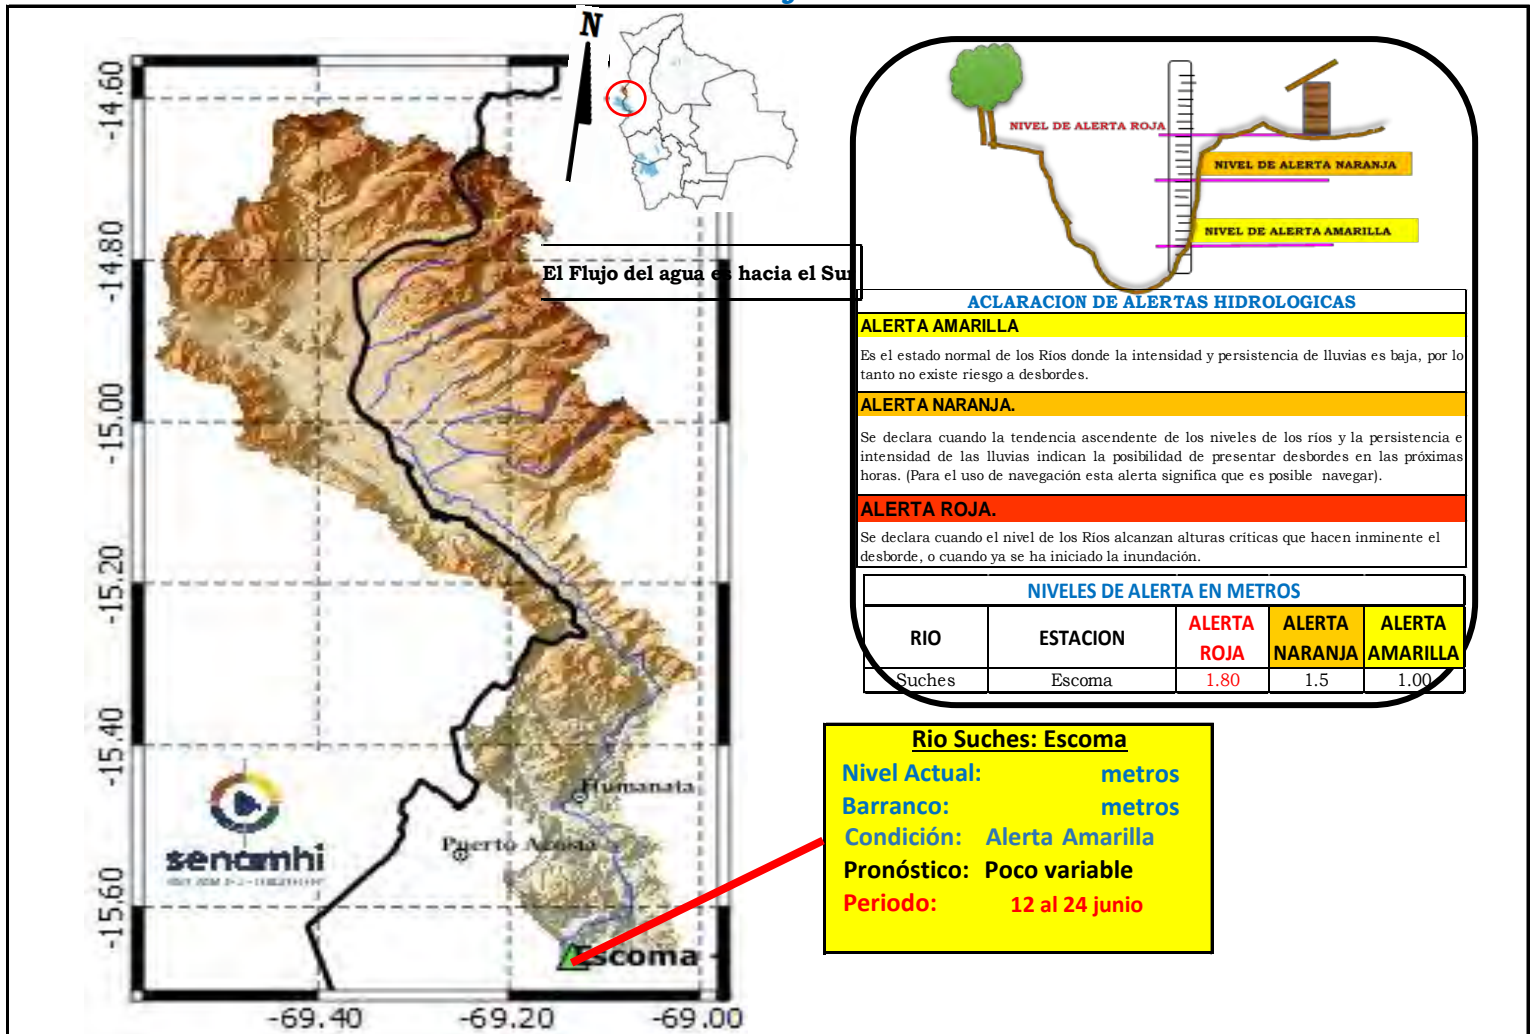 N
El Flujo del agua es hacia el Sur
-14.60
-14.80
-15.00
-15.20
-15.40
-15.60
-69.40
-69.20
-69.00
Humanata
Puerto Acosta
Escoma
senamhi
NIVEL DE ALERTA ROJA
NIVEL DE ALERTA NARANJA
NIVEL DE ALERTA AMARILLA
ACLARACION DE ALERTAS HIDROLOGICAS
ALERTA AMARILLA
Es el estado normal de los Ríos donde la intensidad y persistencia de lluvias es baja, por lo
tanto no existe riesgo a desbordes.
ALERTA NARANJA.
Se declara cuando la tendencia ascendente de los niveles de los ríos y la persistencia e
intensidad de las lluvias indican la posibilidad de presentar desbordes en las próximas
horas. (Para el uso de navegación esta alerta significa que es posible navegar).
ALERTA ROJA.
Se declara cuando el nivel de los Ríos alcanzan alturas críticas que hacen inminente el
desborde, o cuando ya se ha iniciado la inundación.
NIVELES DE ALERTA EN METROS
RIO ESTACION ALERTA ROJA ALERTA NARANJA ALERTA AMARILLA
Suches Escoma 1.80 1.5 1.00
Rio Suches: Escoma
Nivel Actual: metros
Barranco: metros
Condición: Alerta Amarilla
Pronóstico: Poco variable
Periodo: 12 al 24 junio